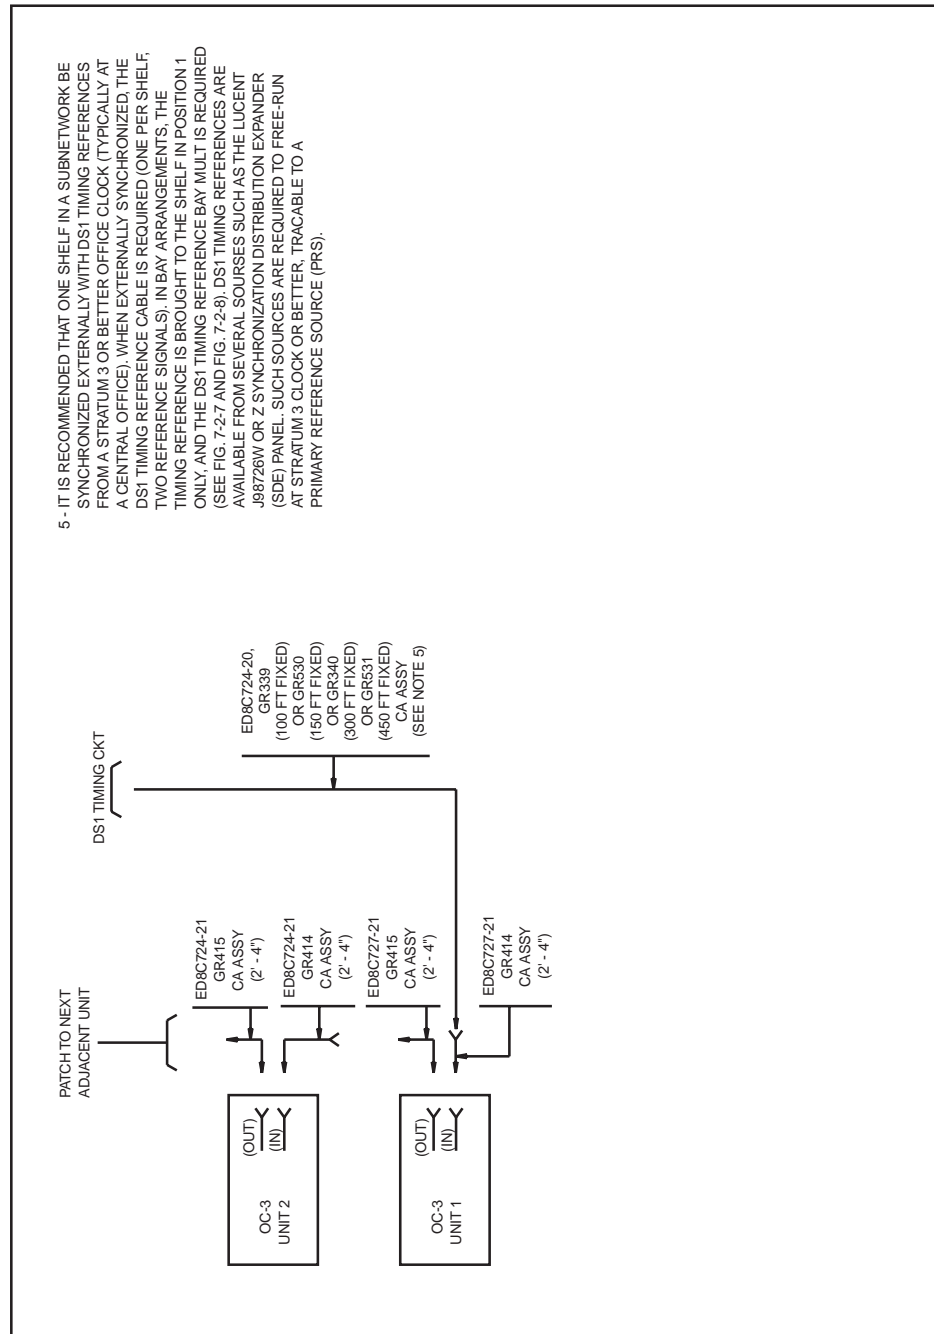 PATCH TO NEXT
ADJACENT UNIT
DS1 TIMING CKT
5 - IT IS RECOMMENDED THAT ONE SHELF IN A SUBNETWORK BE
SYNCHRONIZED EXTERNALLY WITH DS1 TIMING REFERENCES
FROM A STRATUM 3 OR BETTER OFFICE CLOCK (TYPICALLY AT
A CENTRAL OFFICE). WHEN EXTERNALLY SYNCHRONIZED, THE
DS1 TIMING REFERENCE CABLE IS REQUIRED (ONE PER SHELF,
TWO REFERENCE SIGNALS). IN BAY ARRANGEMENTS, THE
TIMING REFERENCE IS BROUGHT TO THE SHELF IN POSITION 1
ONLY, AND THE DS1 TIMING REFERENCE BAY MULT IS REQUIRED
(SEE FIG. 7-2-7 AND FIG. 7-2-8). DS1 TIMING REFERENCES ARE
AVAILABLE FROM SEVERAL SOURSES SUCH AS THE LUCENT
J98726W OR Z SYNCHRONIZATION DISTRIBUTION EXPANDER
(SDE) PANEL. SUCH SOURCES ARE REQUIRED TO FREE-RUN
AT STRATUM 3 CLOCK OR BETTER, TRACABLE TO A
PRIMARY REFERENCE SOURCE (PRS).
OC-3
UNIT 2
(OUT)
(IN)
ED8C724-21
GR415
CA ASSY
(2' - 4")
ED8C724-21
GR414
CA ASSY
(2' - 4")
ED8C724-20,
GR339
(100 FT FIXED)
OR GR530
(150 FT FIXED)
OR GR340
(300 FT FIXED)
OR GR531
(450 FT FIXED)
CA ASSY
(SEE NOTE 5)
OC-3
UNIT 1
(OUT)
(IN)
ED8C727-21
GR415
CA ASSY
(2' - 4")
ED8C727-21
GR414
CA ASSY
(2' - 4")